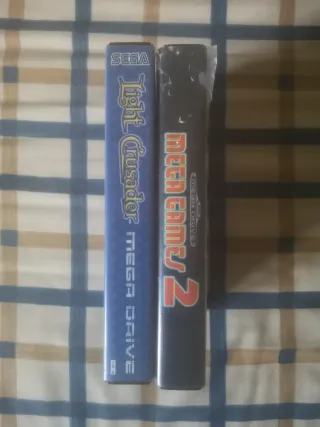 SEGA
Light Crusader
MEGA DRIVE
MEGA GAMES 2